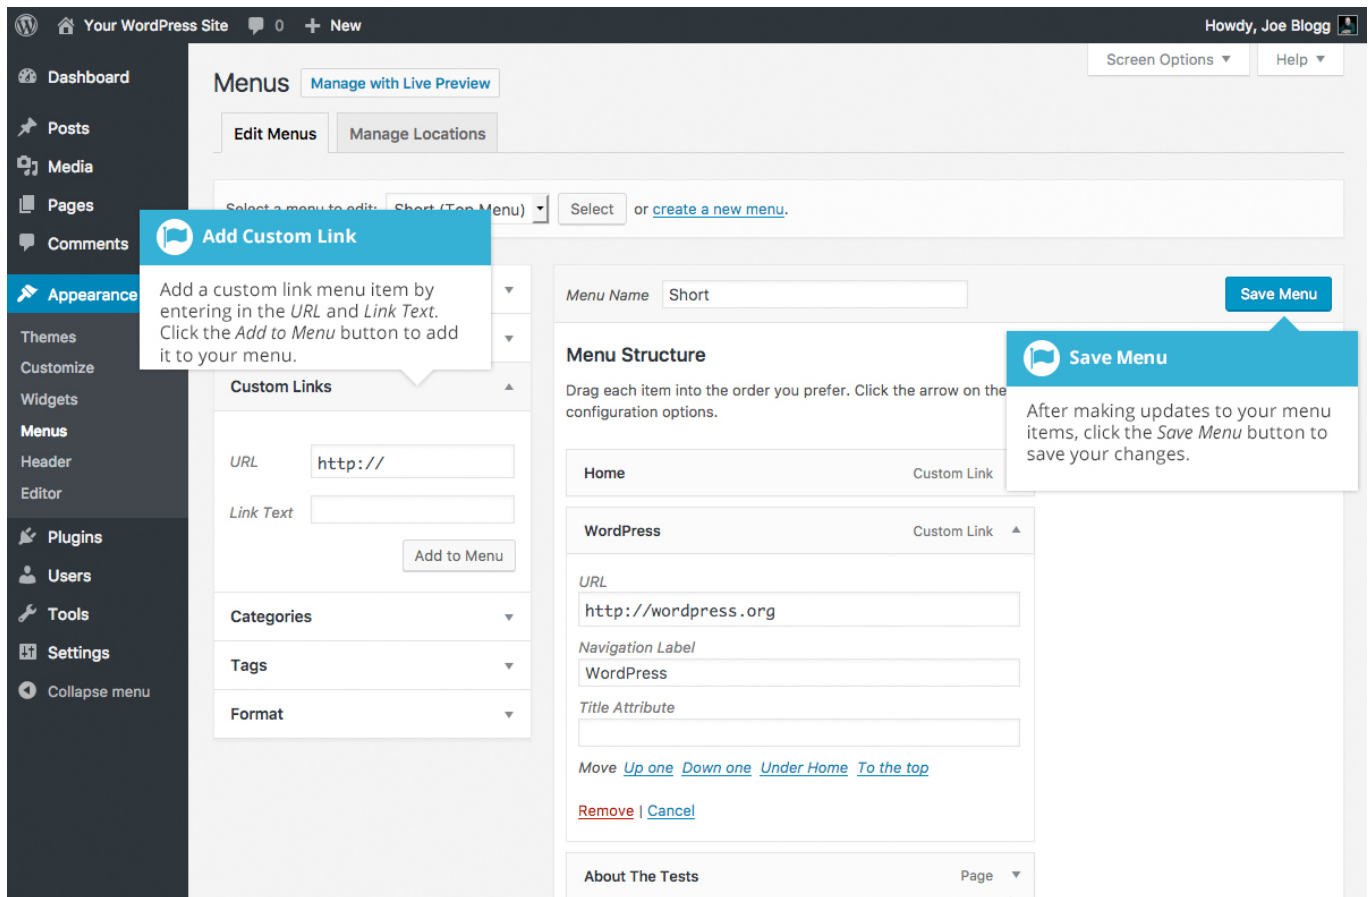 Your WordPress Site 0 New Howdy, Joe Blogg
Screen Options Help
Dashboard
Posts
Media
Pages
Comments
Appearance
Themes
Customize
Widgets
Menus
Header
Editor
Plugins
Users
Tools
Settings
Collapse menu
Menus Manage with Live Preview
Edit Menus Manage Locations
Select a menu to edit: Short (Top Menu) Select or create a new menu.
Add Custom Link
Add a custom link menu item by
entering in the URL and Link Text.
Click the Add to Menu button to add
it to your menu.
Custom Links
URL http://
Link Text
Add to Menu
Categories
Tags
Format
Menu Name Short Save Menu
Menu Structure
Drag each item into the order you prefer. Click the arrow on the
configuration options.
Save Menu
After making updates to your menu
items, click the Save Menu button to
save your changes.
Home Custom Link
WordPress Custom Link
URL
http://wordpress.org
Navigation Label
WordPress
Title Attribute
Move Up one Down one Under Home To the top
Remove | Cancel
About The Tests Page